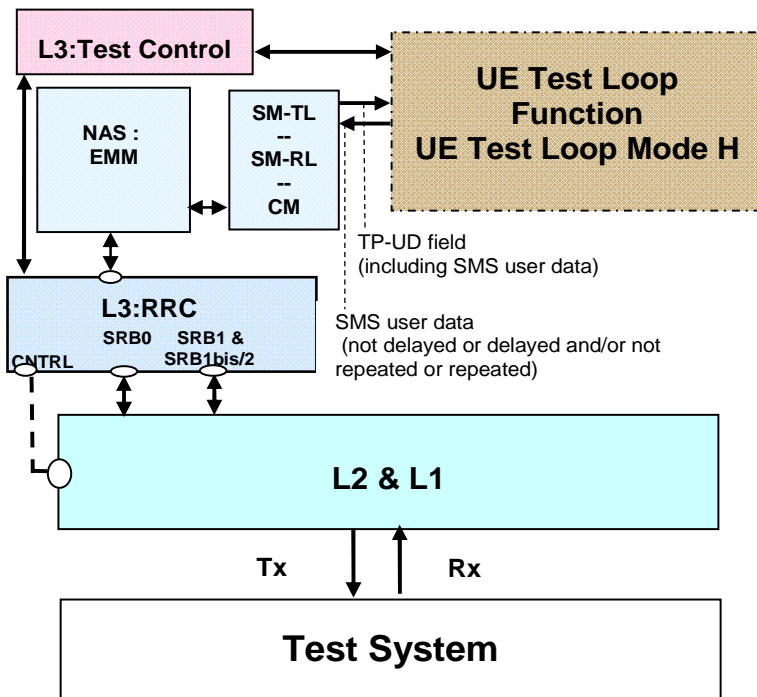 L3:Test Control
UE Test Loop
Function
UE Test Loop Mode H
NAS :
EMM
SM-TL
--
SM-RL
--
CM
TP-UD field
(including SMS user data)
L3:RRC
SRB0
SRB1 &
SRB1bis/2
CNTRL
SMS user data
(not delayed or delayed and/or not
repeated or repeated)
L2 & L1
Tx
Rx
Test System